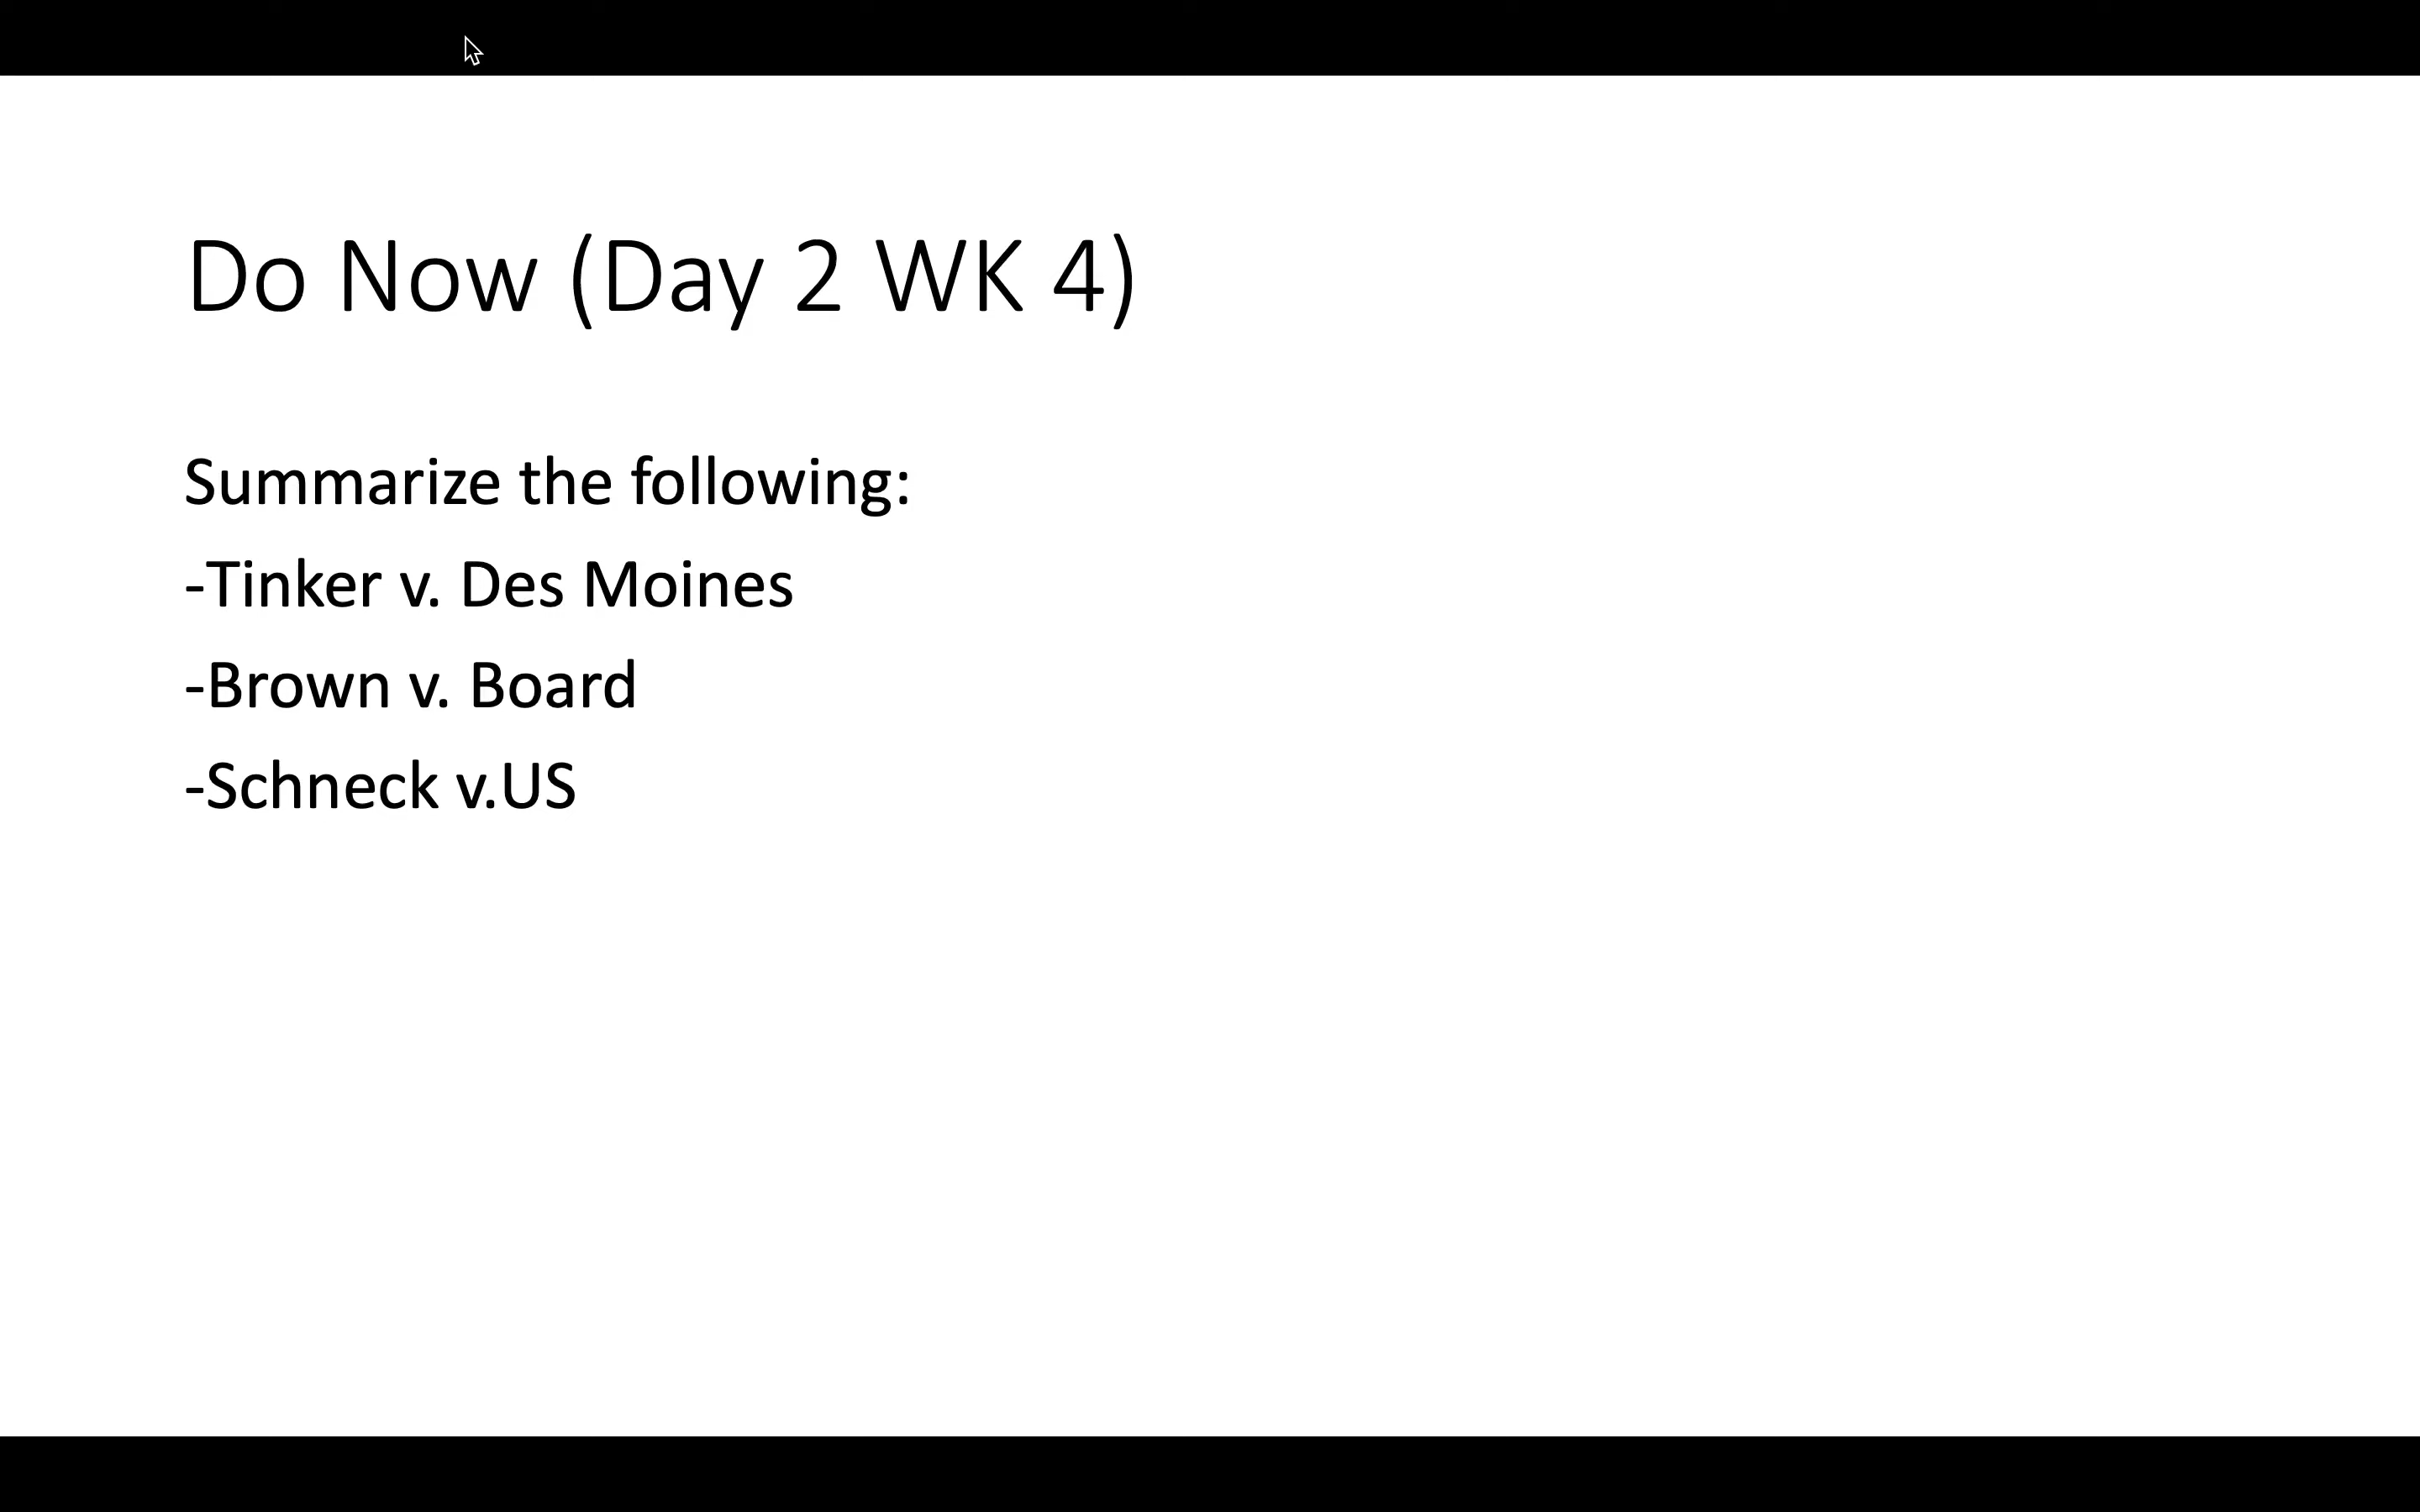 Do Now (Day 2 WK 4)
Summarize the following:
-Tinker v. Des Moines
-Brown v. Board
-Schneck v.US